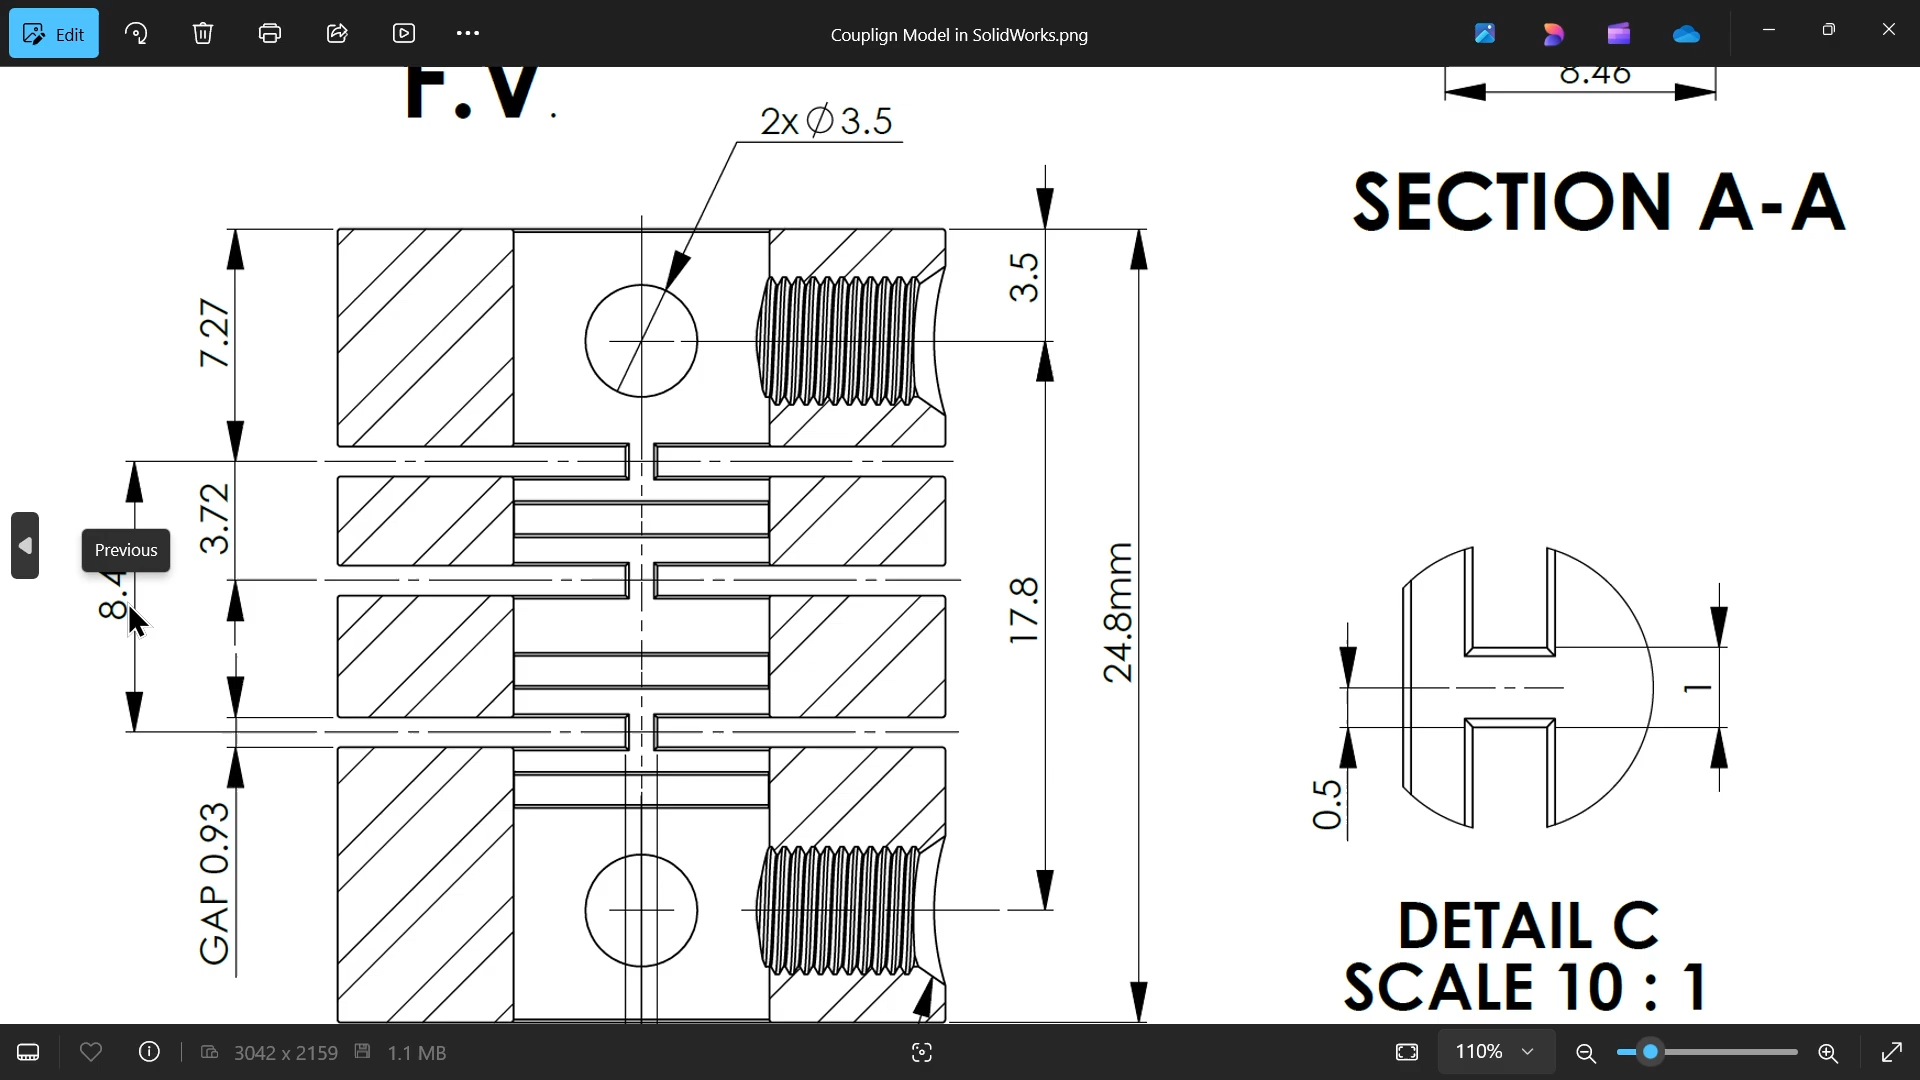 Edit
Couplign Model in SolidWorks.png
F.V.
2x Ø 3.5
8.46
SECTION A-A
7.27
3.5
3.72
Previous
17.8
24.8mm
1
0.5
GAP 0.93
DETAIL C
SCALE 10 : 1
3042 x 2159
1.1 MB
110%